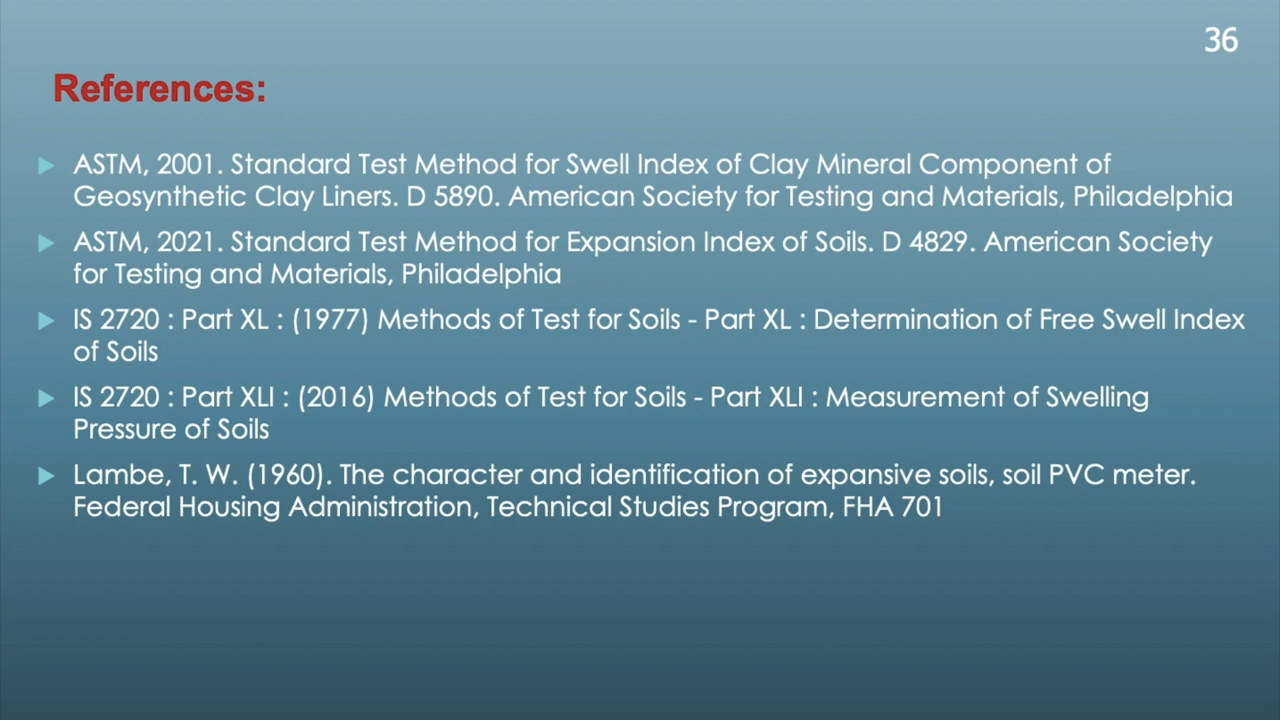 36
References:
ASTM, 2001. Standard Test Method for Swell Index of Clay Mineral Component of
Geosynthetic Clay Liners. D 5890. American Society for Testing and Materials, Philadelphia
ASTM, 2021. Standard Test Method for Expansion Index of Soils. D 4829. American Society
for Testing and Materials, Philadelphia
IS 2720 : Part XL : (1977) Methods of Test for Soils - Part XL : Determination of Free Swell Index
of Soils
IS 2720 : Part XLI : (2016) Methods of Test for Soils - Part XLI : Measurement of Swelling
Pressure of Soils
Lambe, T. W. (1960). The character and identification of expansive soils, soil PVC meter.
Federal Housing Administration, Technical Studies Program, FHA 701